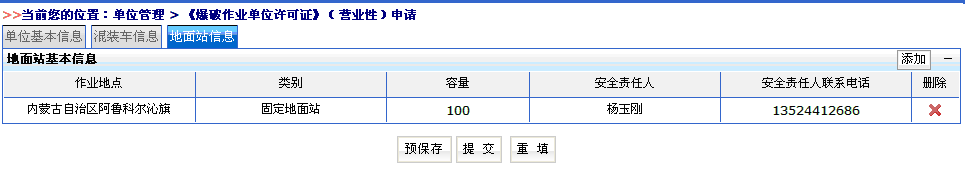 >>当前您的位置：单位管理 > 《爆破作业单位许可证》（营业性）申请
单位基本信息 混装车信息 地面站信息
地面站基本信息 添加
作业地点 类别 容量 安全责任人 安全责任人联系电话 删除
内蒙古自治区阿鲁科尔沁旗 固定地面站 100 杨玉刚 13524412686
预保存 提 交 重 填